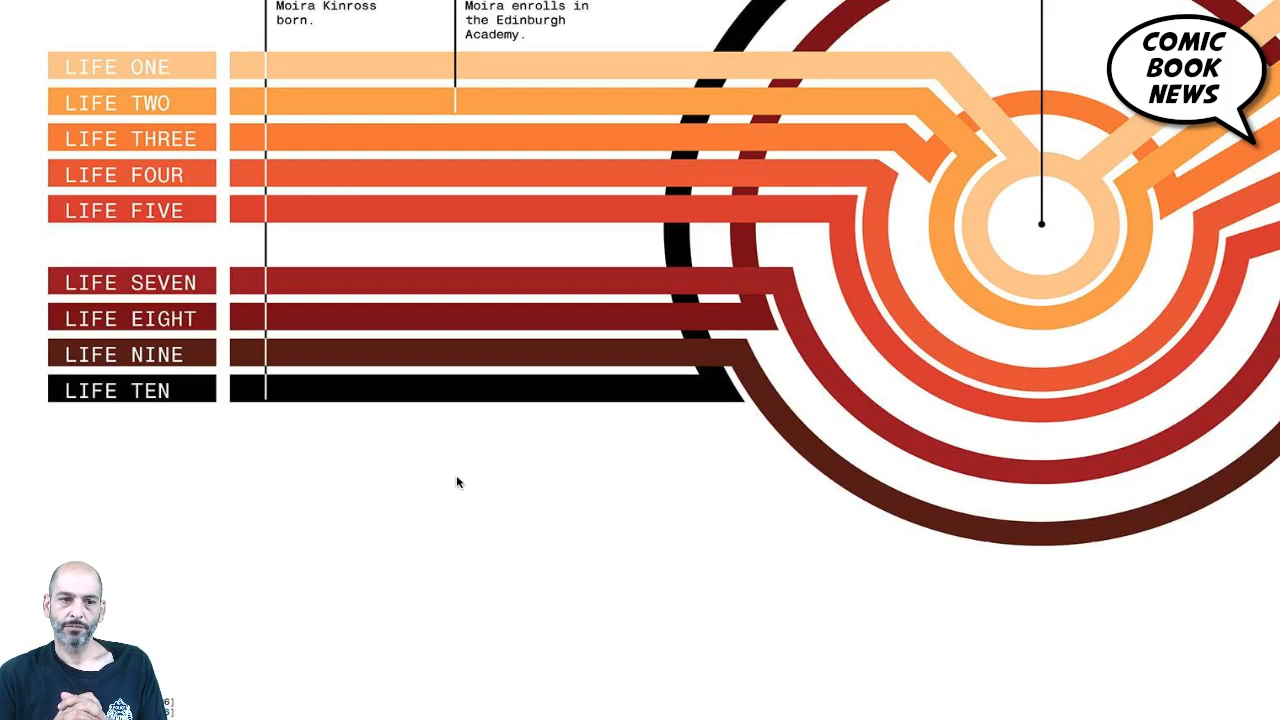 Moira Kinross
born.
Moira enrolls in
the Edinburgh
Academy.
COMIC
BOOK
NEWS
LIFE ONE
LIFE TWO
LIFE THREE
LIFE FOUR
LIFE FIVE
LIFE SEVEN
LIFE EIGHT
LIFE NINE
LIFE TEN